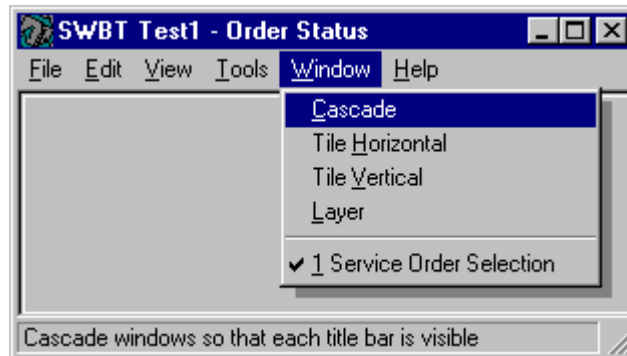 SWBT Test1 - Order Status
File Edit View Tools Window Help
Cascade
Tile Horizontal
Tile Vertical
Layer
1 Service Order Selection
Cascade windows so that each title bar is visible